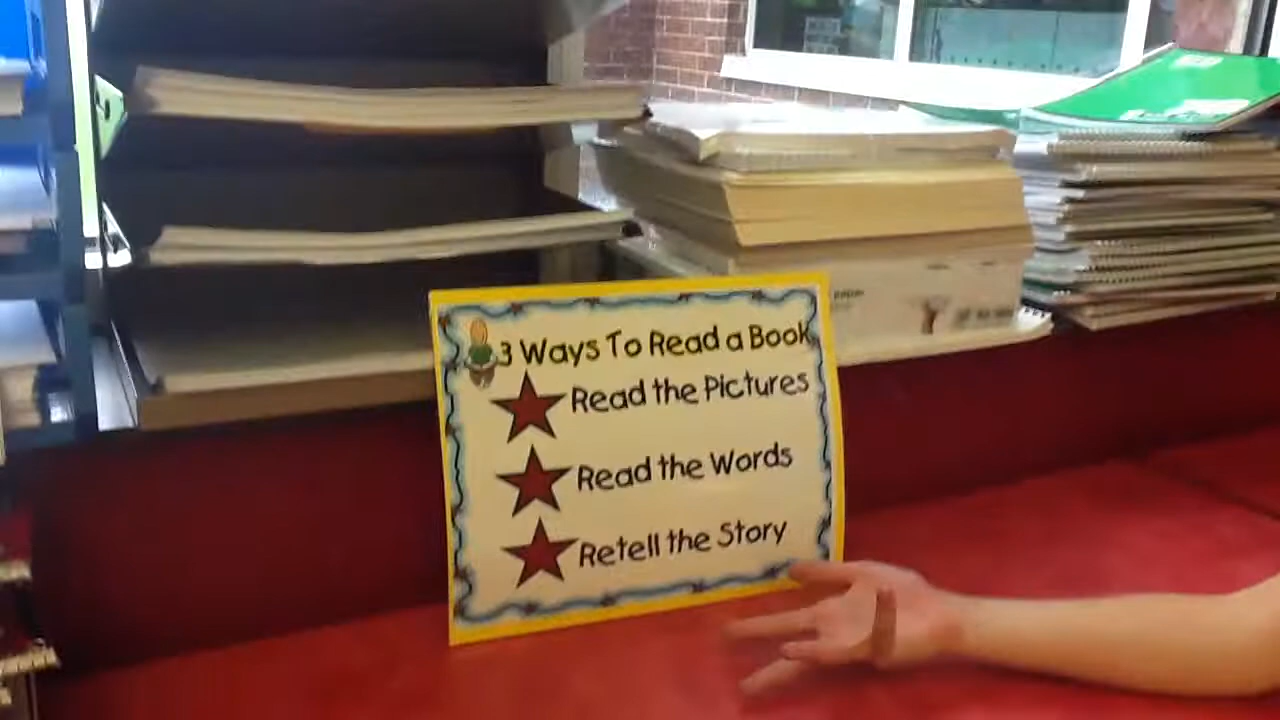 3 Ways To Read a Book
Read the Pictures
Read the Words
Retell the Story